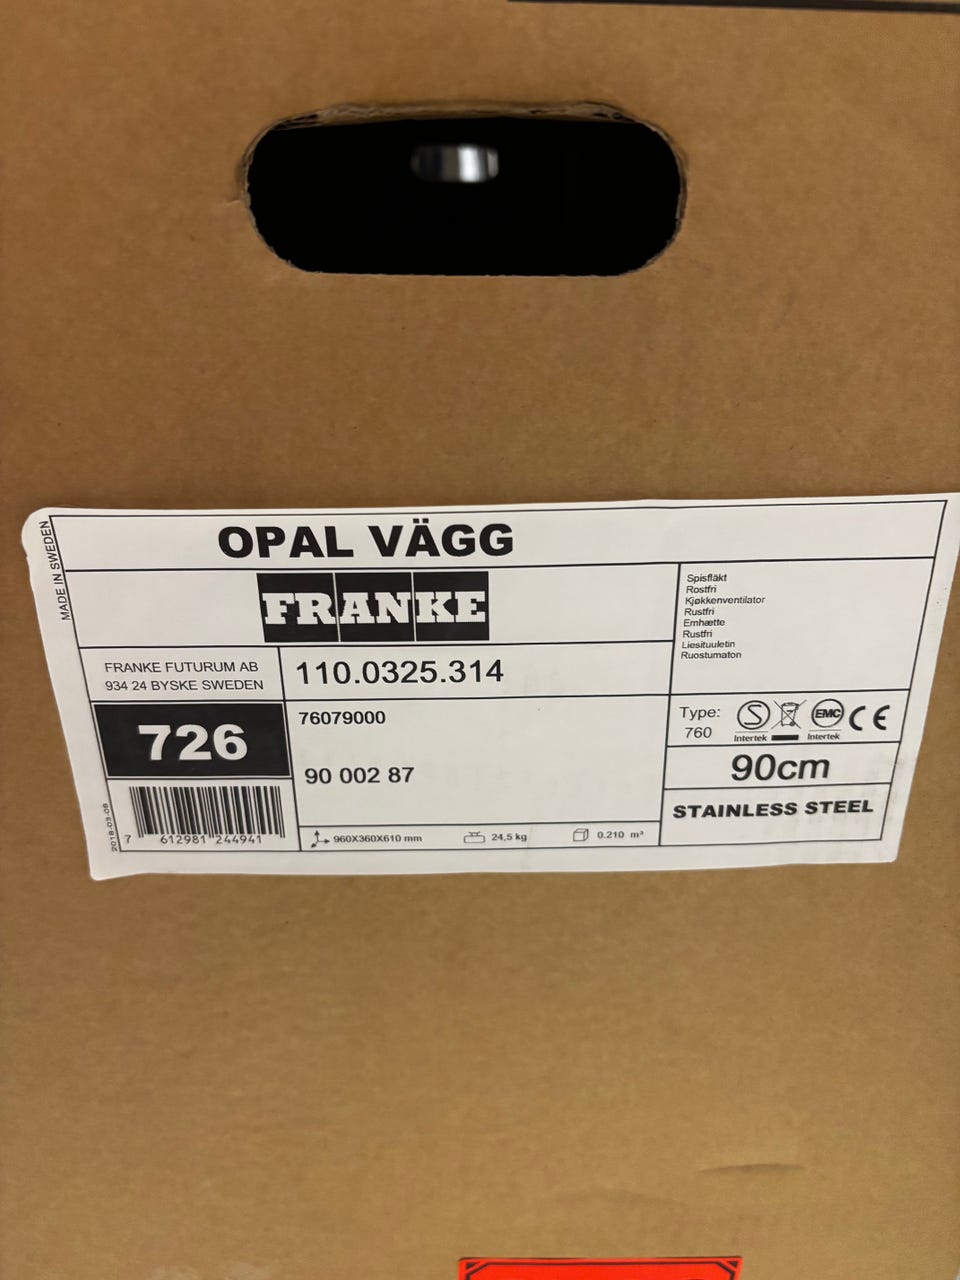 MADE IN SWEDEN
OPAL VÄGG
FRANKE
Spisfläkt
Rostfri
Kjøkkenventilator
Rustfri
Emhætte
Rustfri
Liesituuletin
Ruostumaton
FRANKE FUTURUM AB
934 24 BYSKE SWEDEN
110.0325.314
726
76079000
90 002 87
Type:
760
S
Intertek
EMC
Intertek
CE
90cm
STAINLESS STEEL
2018-03-08
7 612981 244941
960X360X610 mm
24,5 kg
0.210 m³